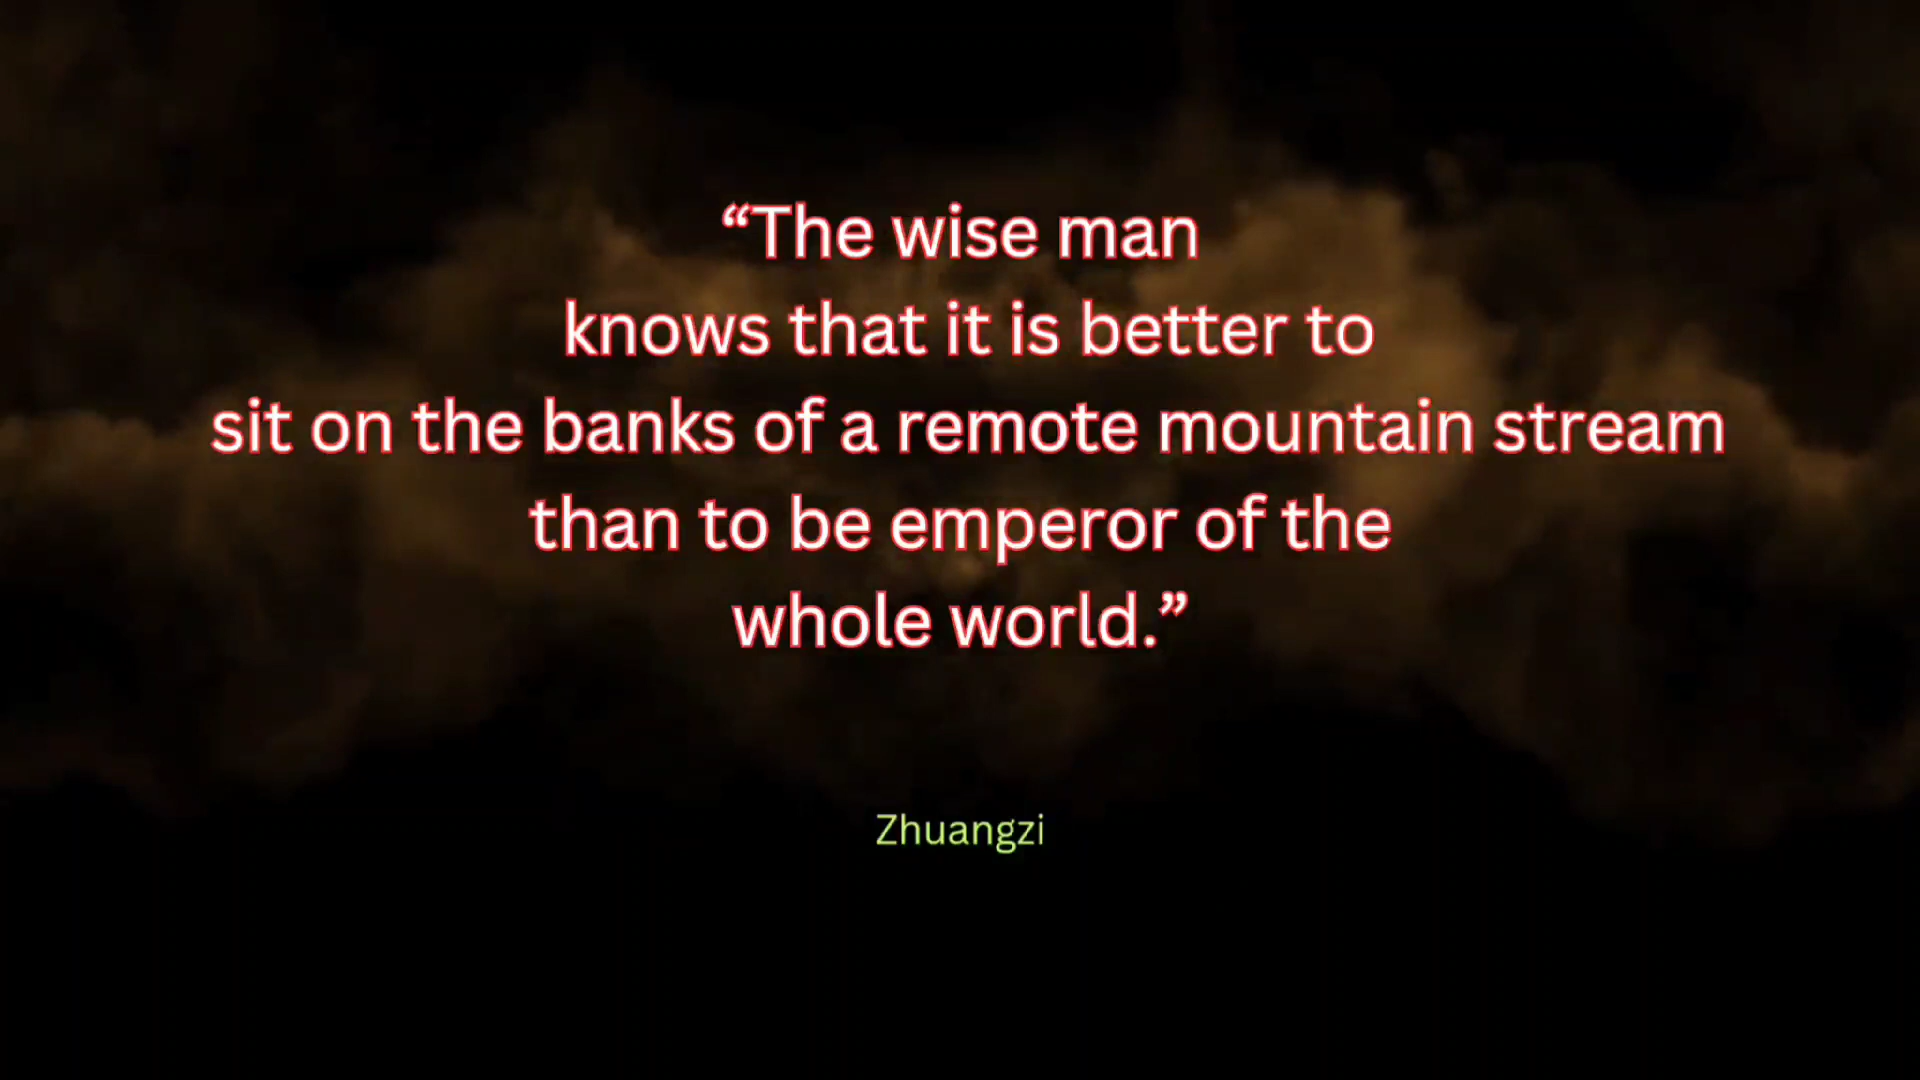 “The wise man
knows that it is better to
sit on the banks of a remote mountain stream
than to be emperor of the
whole world.”
Zhuangzi